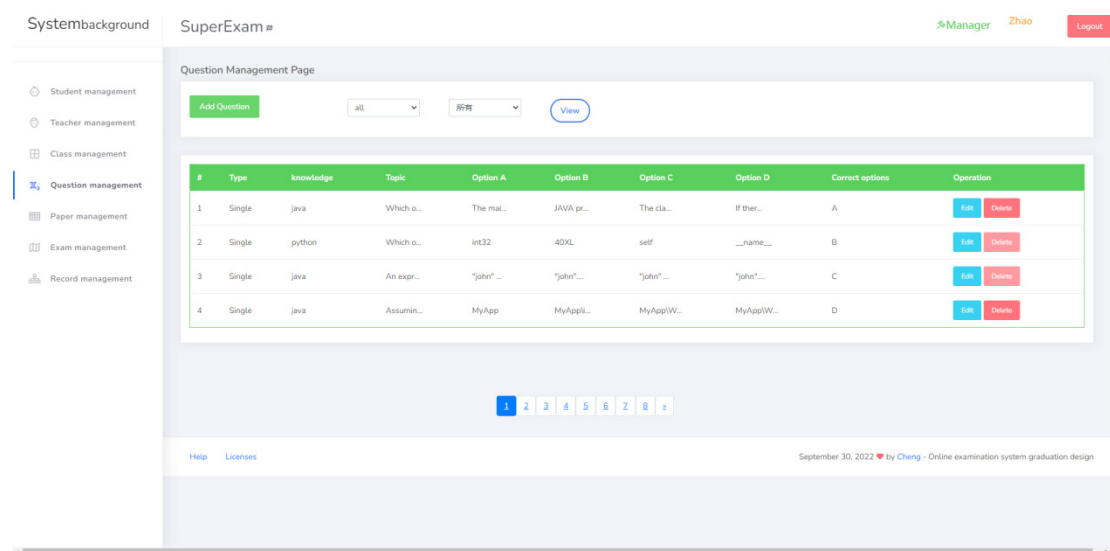 Systembackground
SuperExam
Manager
Zhao
Logout
Student management
Teacher management
Class management
Question management
Paper management
Exam management
Record management
Question Management Page
Add Question
all
所有
View
# Type knowledge Topic Option A Option B Option C Option D Correct options Operation
1 Single java Which o... The mai... JAVA pr... The cla... If ther... A Edit Delete
2 Single python Which o... int32 40XL self __name__ B Edit Delete
3 Single java An expr... "john" ... "john".... "john" ... "john".... C Edit Delete
4 Single java Assumin... MyApp MyApp\i... MyApp\W... MyApp\W... D Edit Delete
1 2 3 4 5 6 7 8 »
Help Licenses
September 30, 2022 ♥ by Cheng - Online examination system graduation design